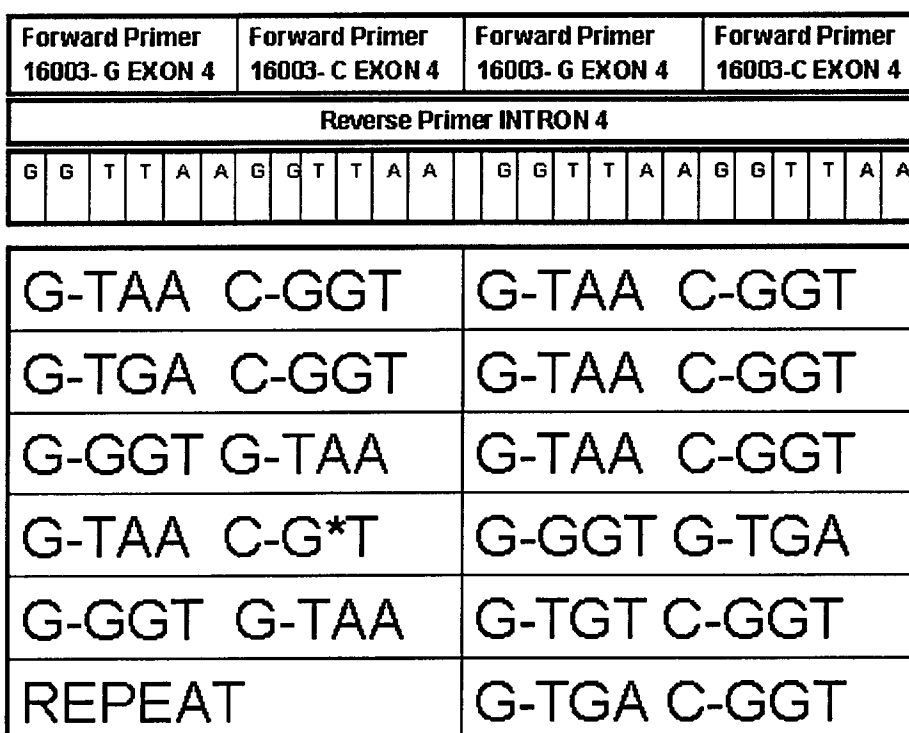 Forward Primer Forward Primer Forward Primer Forward Primer
16003- G EXON 4 16003- C EXON 4 16003- G EXON 4 16003-C EXON 4
Reverse Primer INTRON 4
G G T T A A G G T T A A G G T T A A G G T T A A
G-TAA C-GGT G-TAA C-GGT
G-TGA C-GGT G-TAA C-GGT
G-GGT G-TAA G-TAA C-GGT
G-TAA C-G*T G-GGT G-TGA
G-GGT G-TAA G-TGT C-GGT
REPEAT G-TGA C-GGT